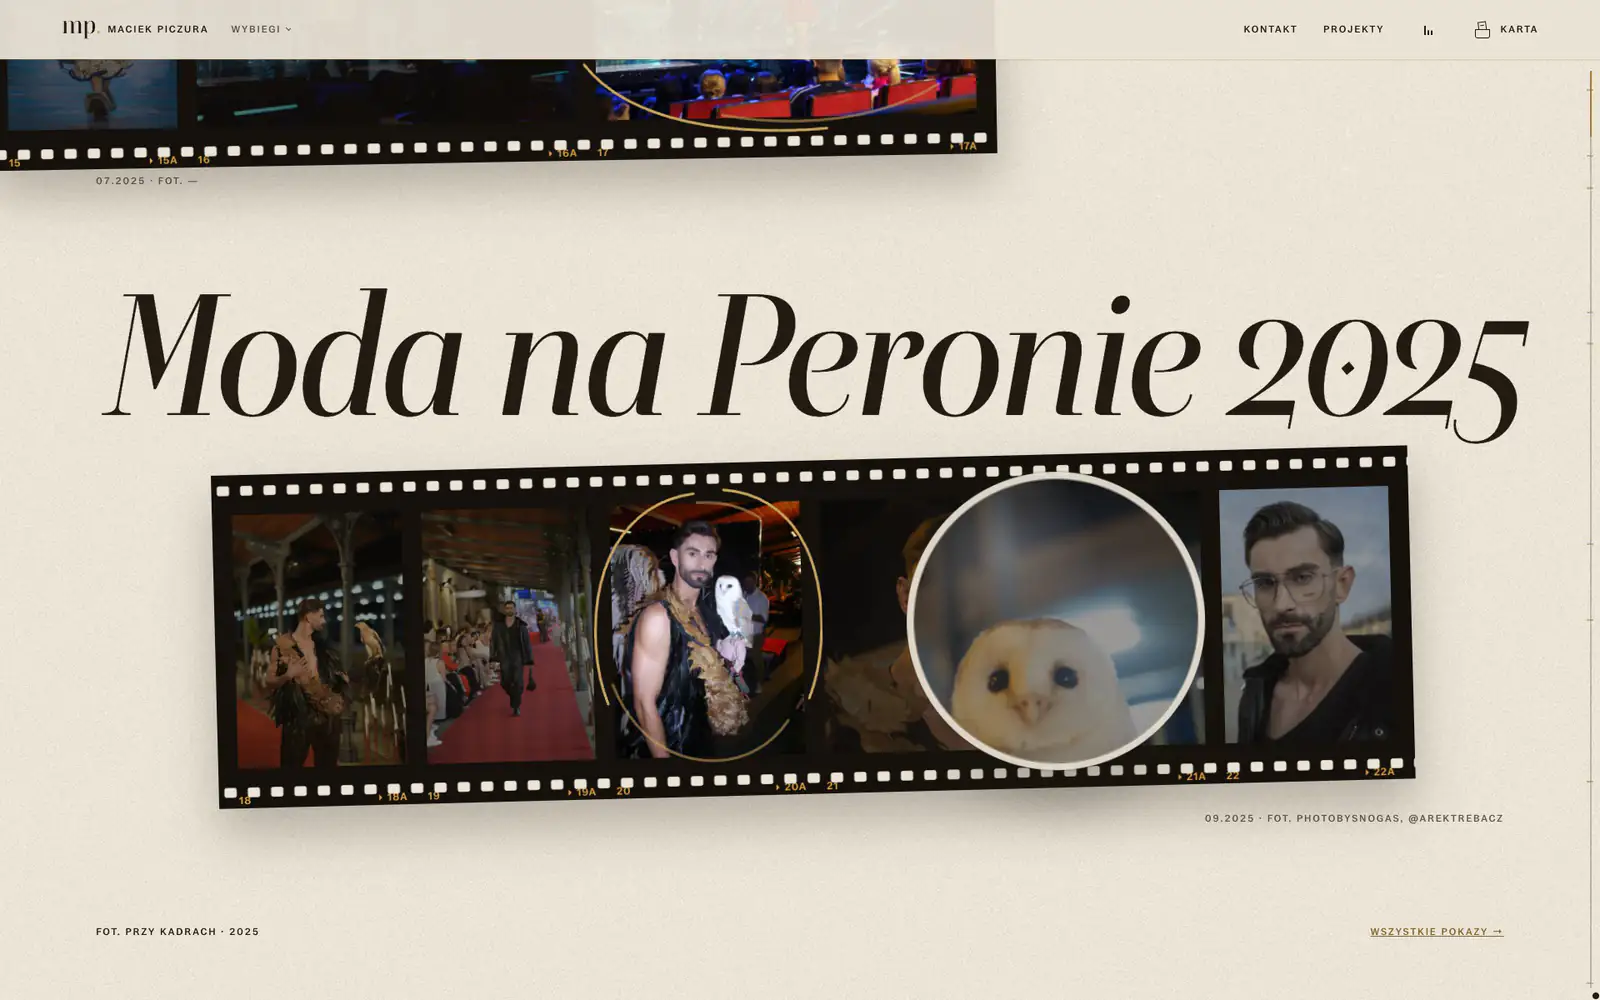 mp. MACIEK PICZURA WYBIEGI KONTAKT PROJEKTY KARTA
15 15A 16 16A 17 17A
07.2025 · FOT. —
Moda na Peronie 2025
18 18A 19 19A 20 20A 21 21A 22 22A
09.2025 · FOT. PHOTOBYSNOGAS, @AREKTREBACZ
FOT. PRZY KADRACH · 2025 WSZYSTKIE POKAZY →